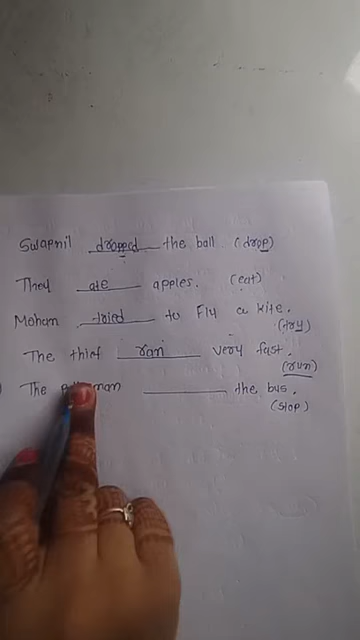 Swapnil dropped the ball. (drop)
They ate apples. (eat)
Mohan tried to Fly a kite. (try)
The thief ran very fast. (run)
The man the bus. (stop)